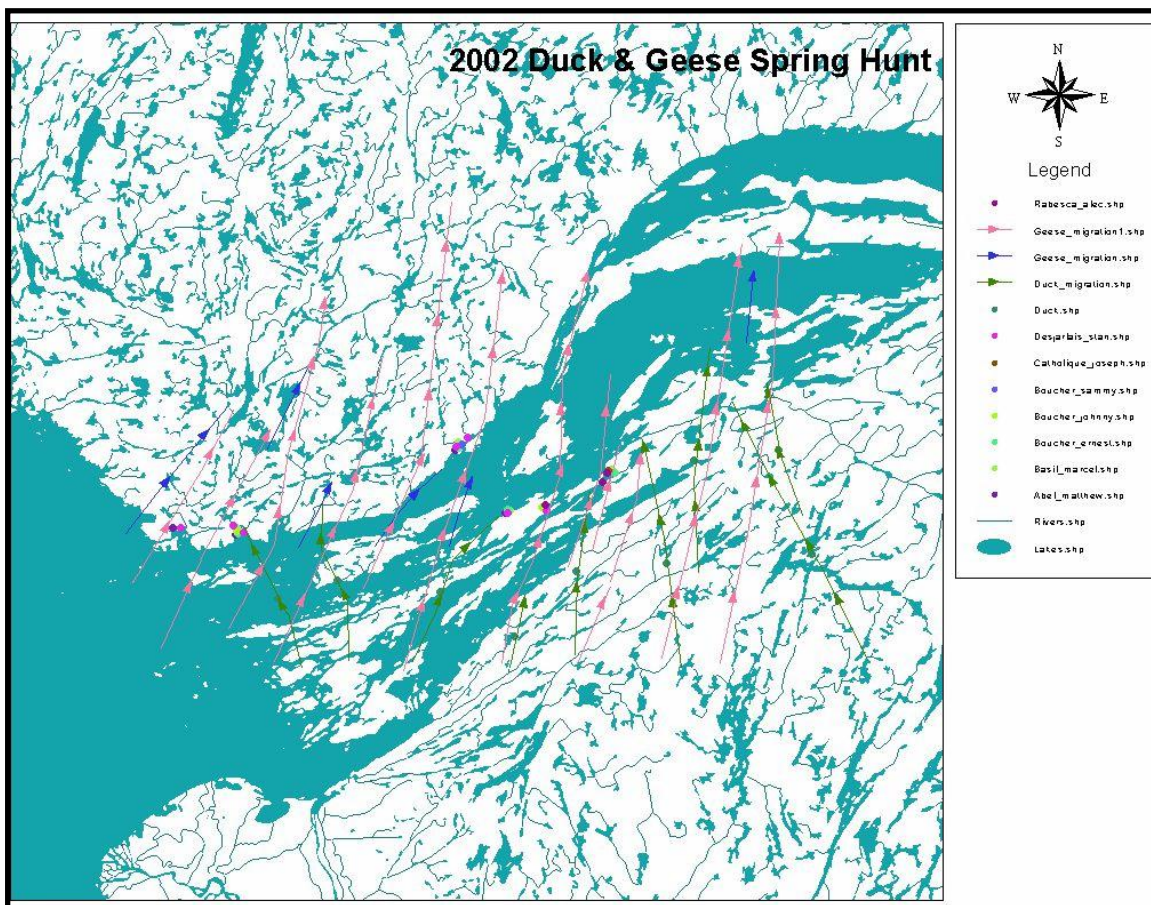 2002 Duck & Geese Spring Hunt
N
W E
S
Legend
Rabesca_alec.shp
Geese_migration1.shp
Geese_migration.shp
Duck_migration.shp
Duck.shp
Desjarlais_stan.shp
Catholique_joseph.shp
Boucher_sammy.shp
Boucher_johnny.shp
Boucher_ernest.shp
Basil_marcel.shp
Abel_matthew.shp
Rivers.shp
Lakes.shp